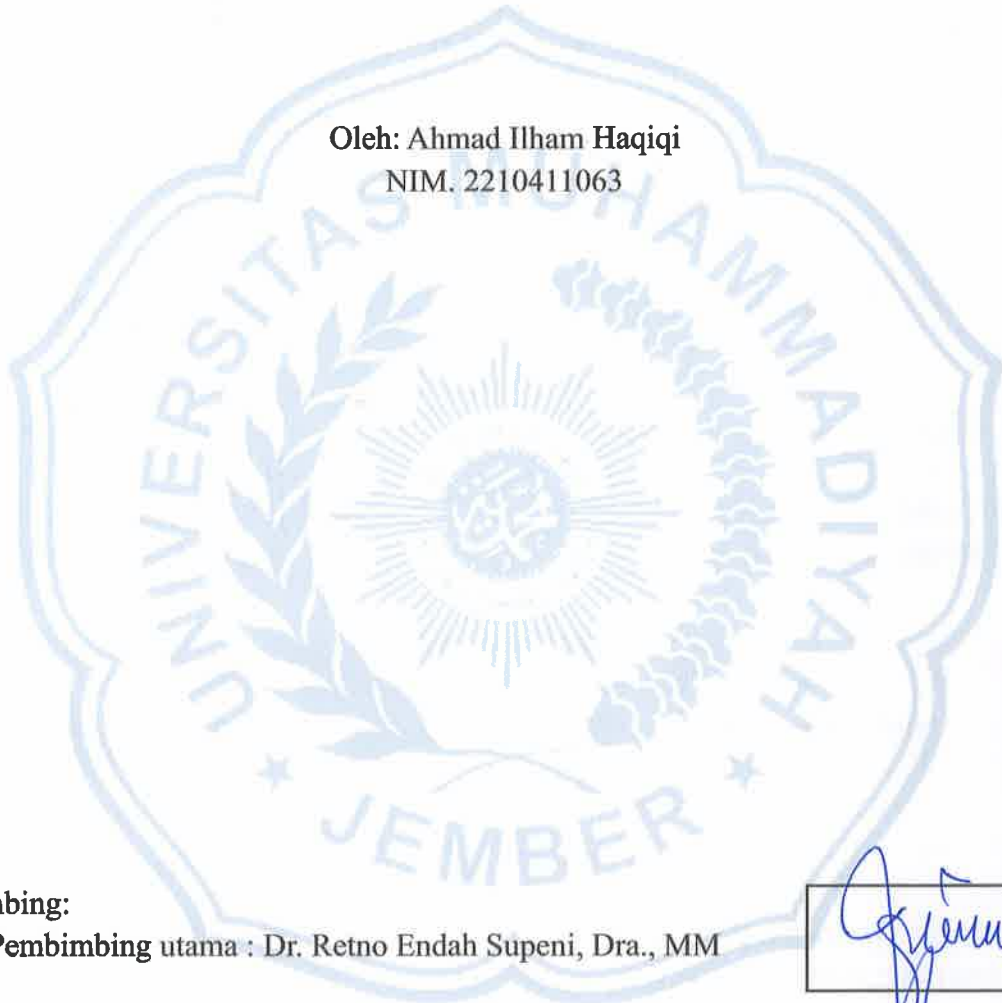 Oleh: Ahmad Ilham Haqiqi
NIM. 2210411063
UNIVERSITAS MUHAMMADIYAH
JEMBER
bing:
Pembimbing utama : Dr. Retno Endah Supeni, Dra., MM